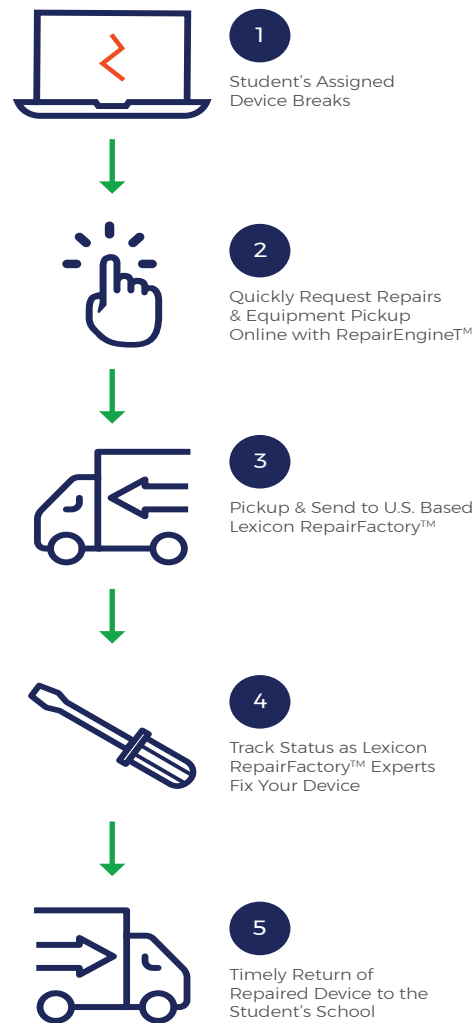 1
Student’s Assigned
Device Breaks
2
Quickly Request Repairs
& Equipment Pickup
Online with RepairEngineT™
3
Pickup & Send to U.S. Based
Lexicon RepairFactory™
4
Track Status as Lexicon
RepairFactory™ Experts
Fix Your Device
5
Timely Return of
Repaired Device to the
Student’s School